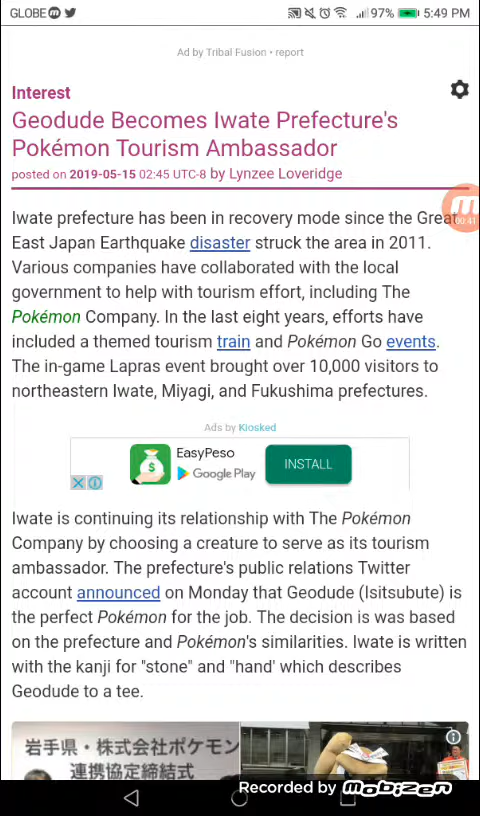 GLOBE m 97% 5:49 PM
Ad by Tribal Fusion • report
Interest
Geodude Becomes Iwate Prefecture's
Pokémon Tourism Ambassador
posted on 2019-05-15 02:45 UTC-8 by Lynzee Loveridge
Iwate prefecture has been in recovery mode since the Great
00:41
East Japan Earthquake disaster struck the area in 2011.
Various companies have collaborated with the local
government to help with tourism effort, including The
Pokémon Company. In the last eight years, efforts have
included a themed tourism train and Pokémon Go events.
The in-game Lapras event brought over 10,000 visitors to
northeastern Iwate, Miyagi, and Fukushima prefectures.
Ads by Kiosked
EasyPeso
Google Play
INSTALL
Iwate is continuing its relationship with The Pokémon
Company by choosing a creature to serve as its tourism
ambassador. The prefecture's public relations Twitter
account announced on Monday that Geodude (Isitsubute) is
the perfect Pokémon for the job. The decision is was based
on the prefecture and Pokémon's similarities. Iwate is written
with the kanji for "stone" and "hand' which describes
Geodude to a tee.
岩手県・株式会社ポケモン
連携協定締結式
Recorded by mobizen